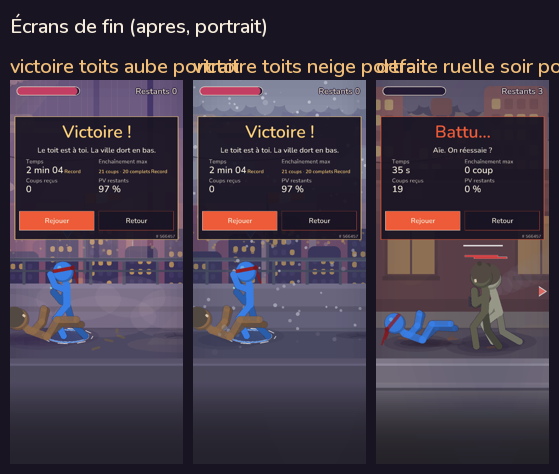 Écrans de fin (apres, portrait)
victoire toits aube portrait
victoire toits neige portrait
defaite ruelle soir po
Restants 0
Victoire !
Le toit est à toi. La ville dort en bas.
Temps
Enchaînement max
2 min 04 Record
21 coups · 20 complets Record
Coups reçus
PV restants
0
97 %
Rejouer
Retour
Restants 0
Victoire !
Le toit est à toi. La ville dort en bas.
Temps
Enchaînement max
2 min 04 Record
21 coups · 20 complets Record
Coups reçus
PV restants
0
97 %
Rejouer
Retour
Restants 3
Battu...
Aïe. On réessaie ?
Temps
Enchaînement max
35 s
0 coup
Coups reçus
PV restants
19
0 %
Rejouer
Retour